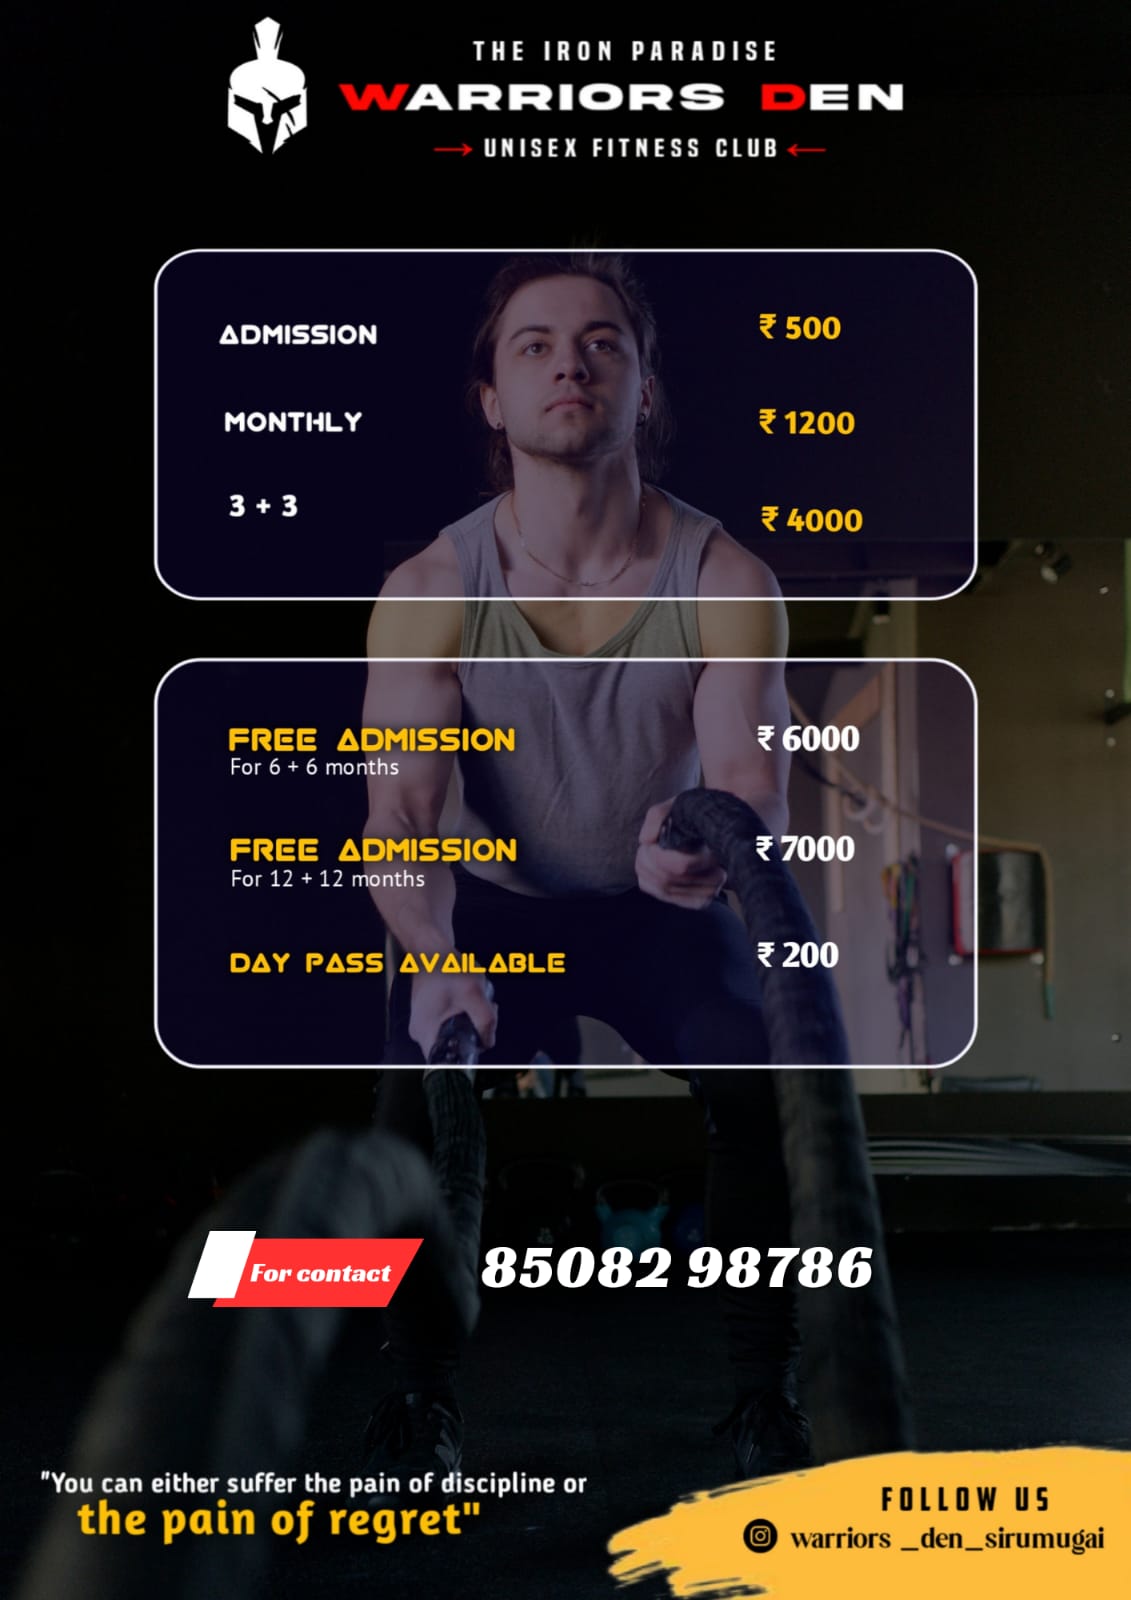 THE IRON PARADISE
WARRIORS DEN
UNISEX FITNESS CLUB
ADMISSION ₹ 500
MONTHLY ₹ 1200
3 + 3 ₹ 4000
FREE ADMISSION ₹ 6000
For 6 + 6 months
FREE ADMISSION ₹ 7000
For 12 + 12 months
DAY PASS AVAILABLE ₹ 200
For contact 85082 98786
"You can either suffer the pain of discipline or
the pain of regret"
FOLLOW US
warriors _den_sirumugai